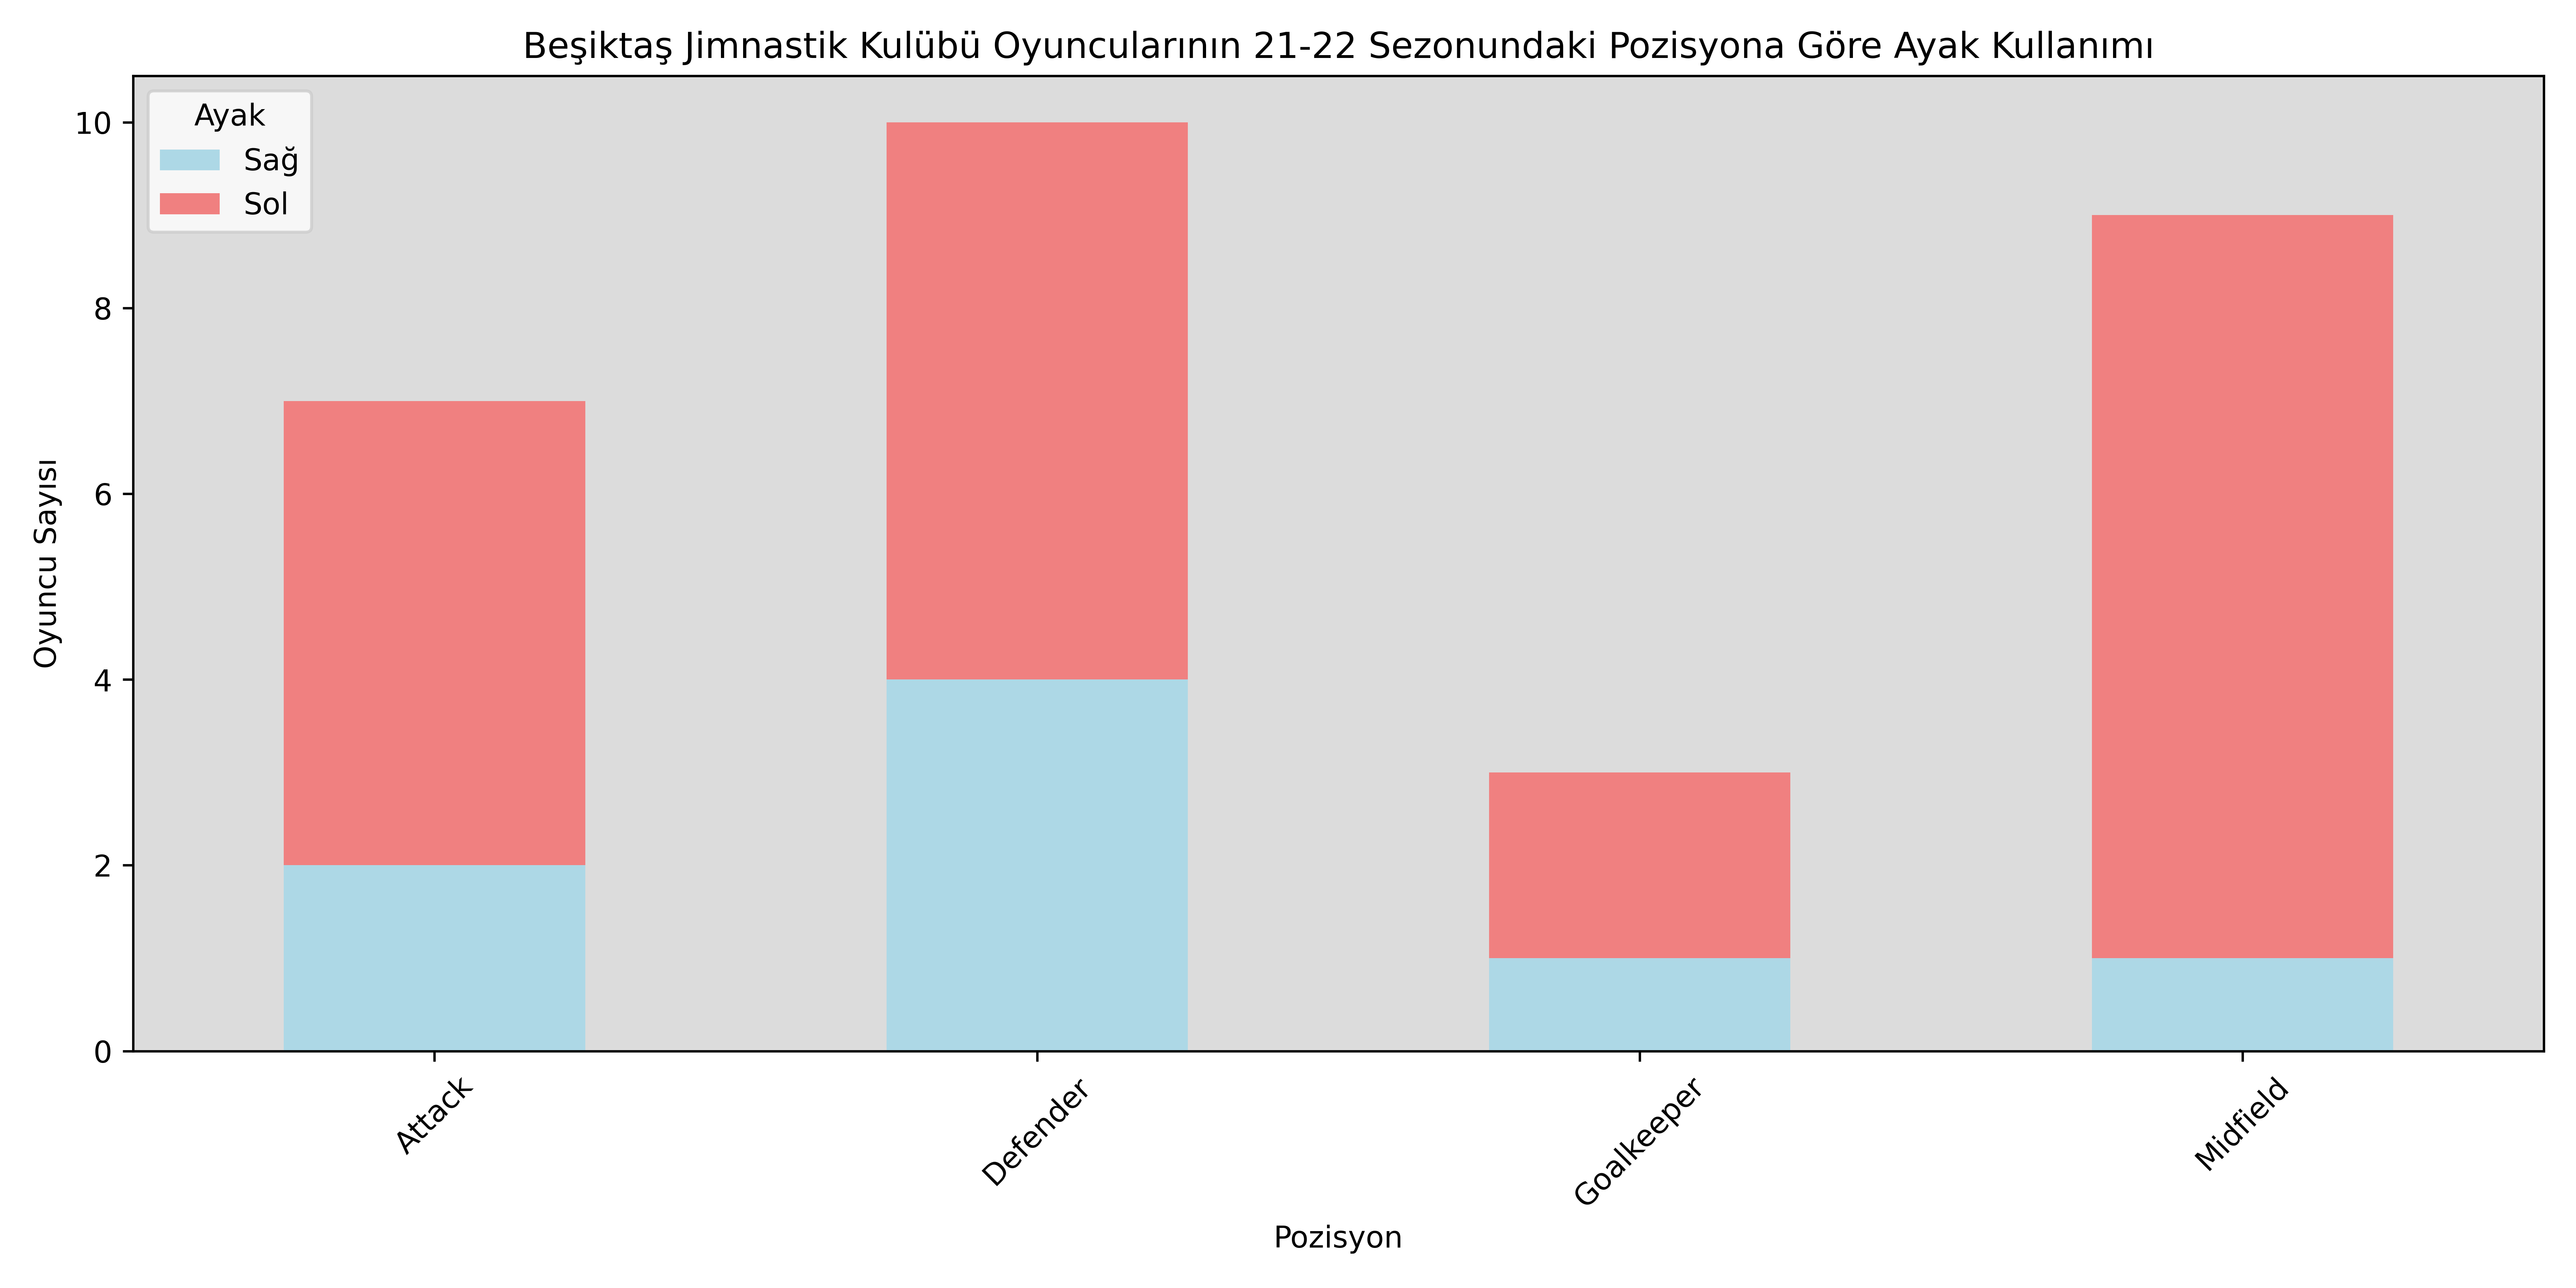 Beşiktaş Jimnastik Kulübü Oyuncularının 21-22 Sezonundaki Pozisyona Göre Ayak Kullanımı
Ayak
Sağ
Sol
Oyuncu Sayısı
10
8
6
4
2
0
Attack
Defender
Goalkeeper
Midfield
Pozisyon